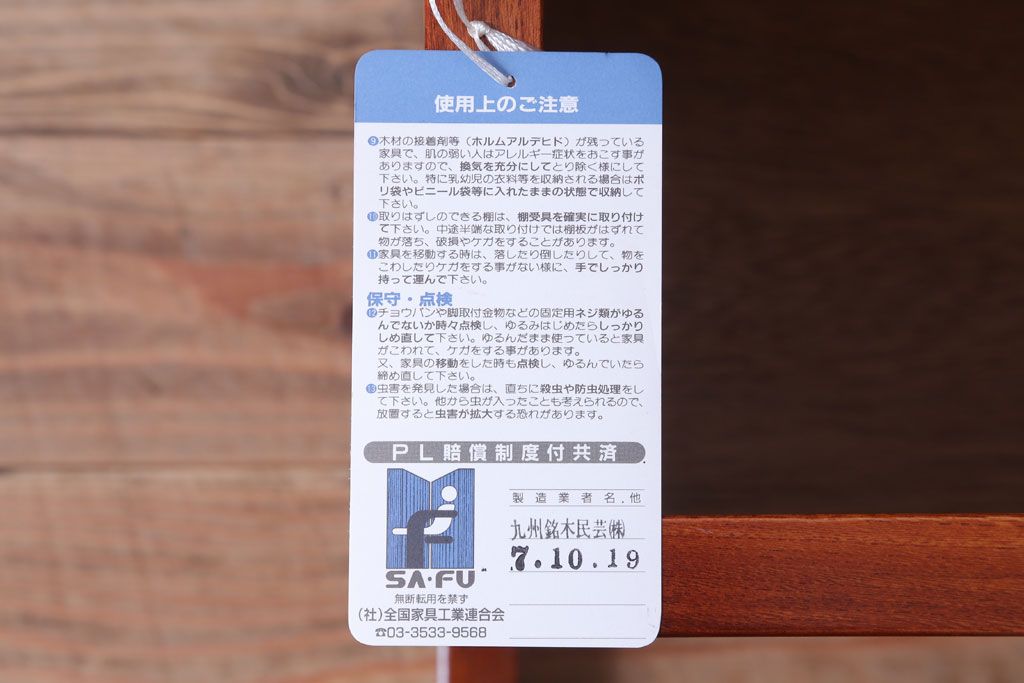 使用上のご注意
⑨木材の接着剤等（ホルムアルデヒド）が残っている
家具で、肌の弱い人はアレルギー症状をおこす事が
ありますので、換気を充分にしてとり除く様にして
下さい。特に乳幼児の衣料等を収納される場合はポ
リ袋やビニール袋等に入れたままの状態で収納して
下さい。
⑩取りはずしのできる棚は、棚受具を確実に取り付け
て下さい。中途半端な取り付けでは棚板がはずれて
物が落ち、破損やケガをすることがあります。
⑪家具を移動する時は、落したり倒したりして、物を
こわしたりケガをする事がない様に、手でしっかり
持って運んで下さい。
保守・点検
⑫チョウバンや脚取付金物などの固定用ネジ類がゆる
んでないか時々点検し、ゆるみはじめたらしっかり
しめ直して下さい。ゆるんだまま使っていると家具
がこわれて、ケガをする事があります。
又、家具の移動をした時も点検し、ゆるんでいたら
締め直して下さい。
⑬虫害を発見した場合は、直ちに殺虫や防虫処理をし
て下さい。他から虫が入ったことも考えられるので、
放置すると虫害が拡大する恐れがあります。
ＰＬ賠償制度付共済
製造業者名．他
九州銘木民芸㈱
7.10.19
SA・FU
無断転用を禁ず
(社)全国家具工業連合会
☎03-3533-9568